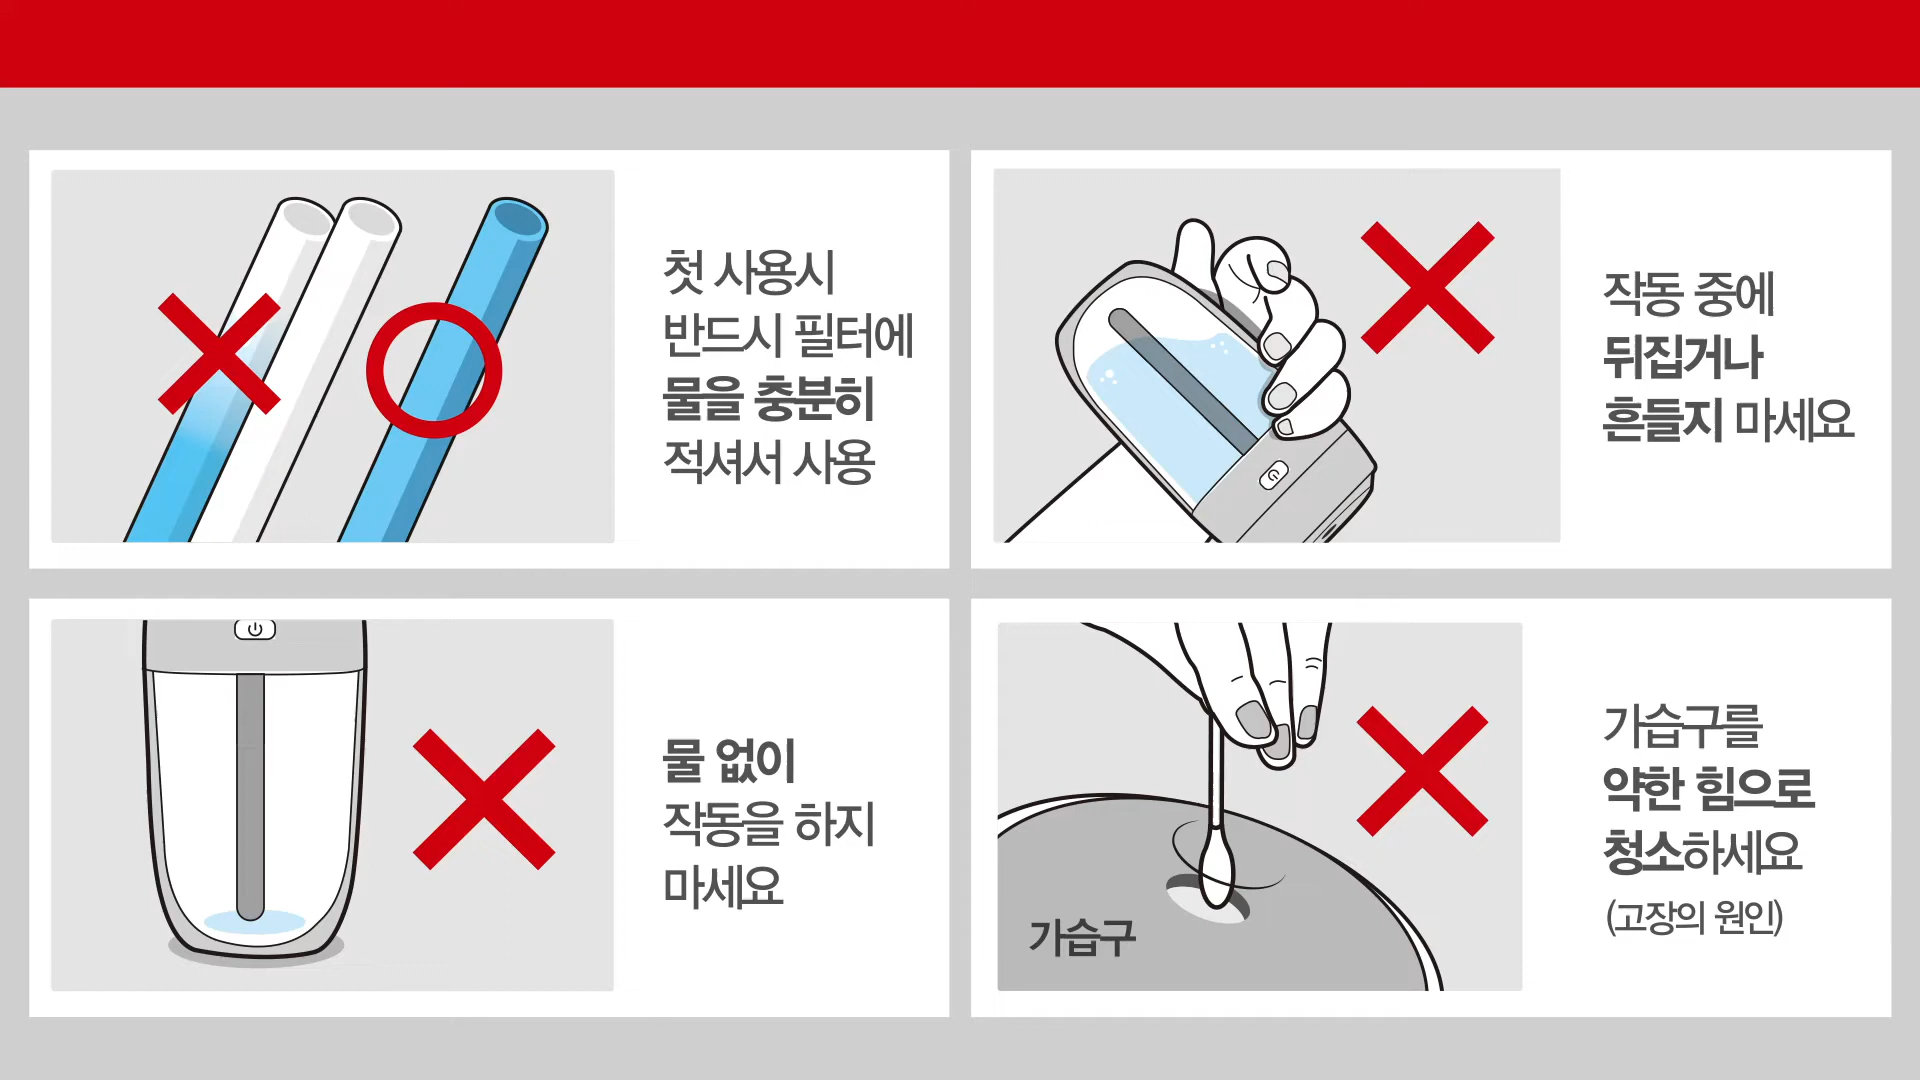 첫 사용시
반드시 필터에
물을 충분히
적셔서 사용
작동 중에
뒤집거나
흔들지 마세요
물 없이
작동을 하지
마세요
가습구를
약한 힘으로
청소하세요
(고장의 원인)
가습구